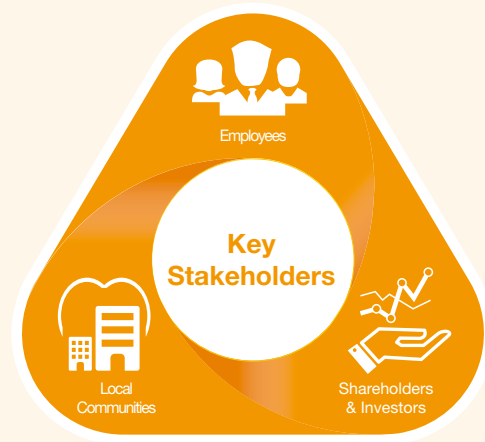 Employees
Key
Stakeholders
Local
Communities
Shareholders
& Investors